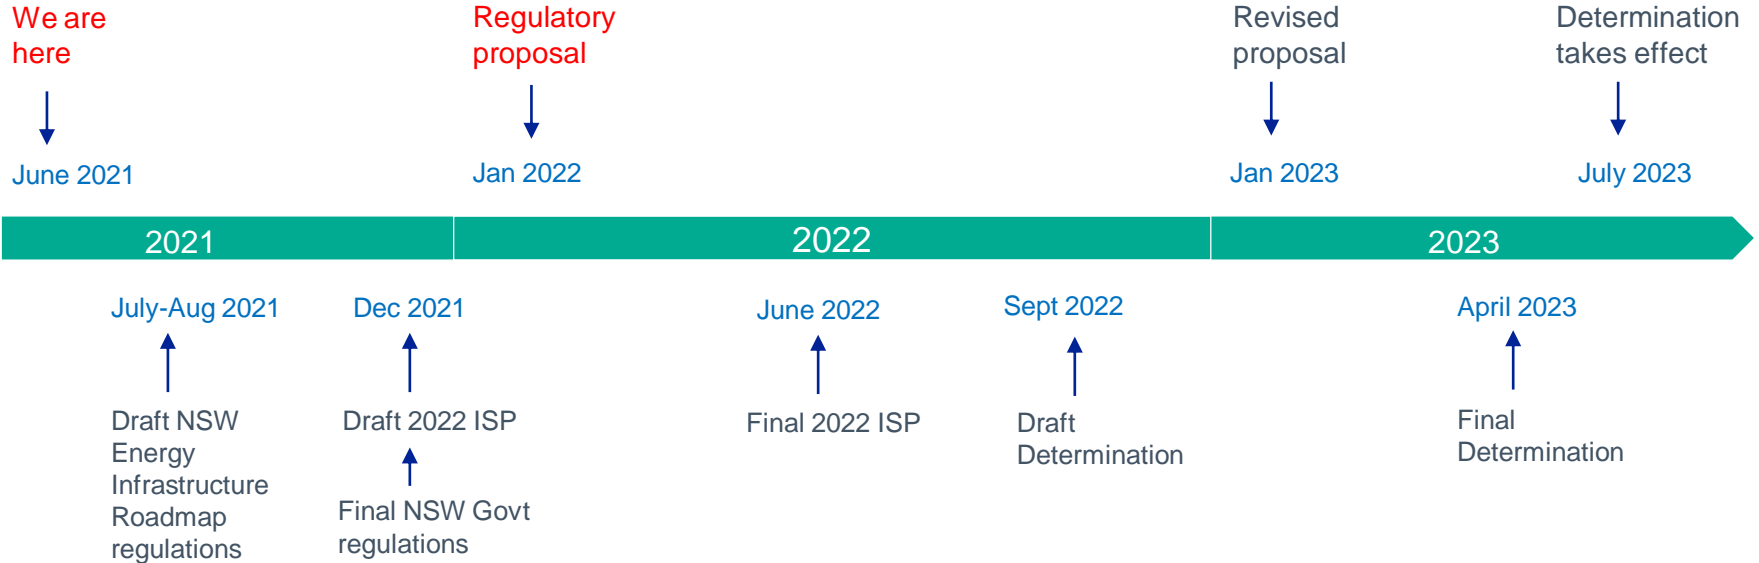 We are
here
Regulatory
proposal
Revised
proposal
Determination
takes effect
June 2021
Jan 2022
Jan 2023
July 2023
2021
2022
2023
July-Aug 2021
Dec 2021
June 2022
Sept 2022
April 2023
Draft NSW
Energy
Infrastructure
Roadmap
regulations
Draft 2022 ISP
Final NSW Govt
regulations
Final 2022 ISP
Draft
Determination
Final
Determination